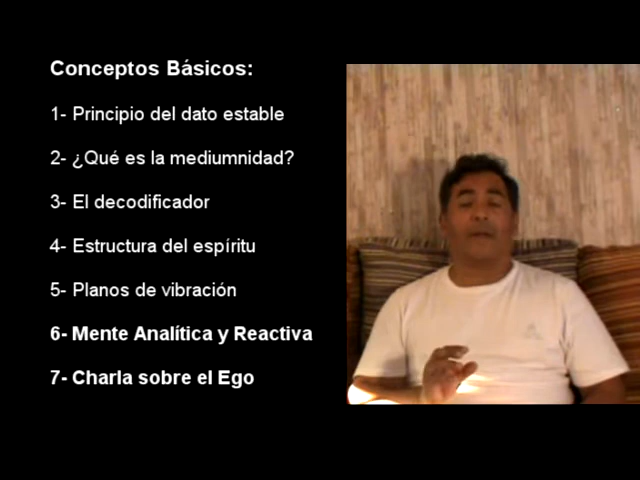 Conceptos Básicos:
1- Principio del dato estable
2- ¿Qué es la mediumnidad?
3- El decodificador
4- Estructura del espíritu
5- Planos de vibración
6- Mente Analítica y Reactiva
7- Charla sobre el Ego